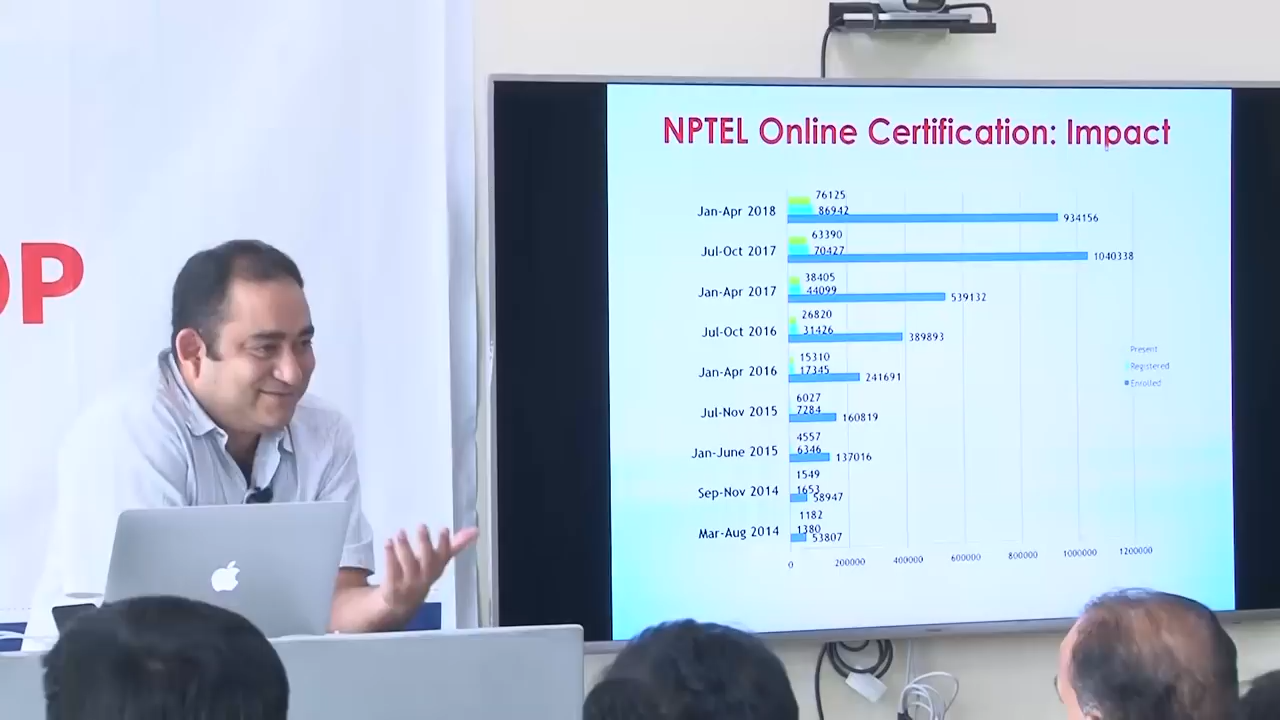 OP
NPTEL Online Certification: Impact
76125
Jan-Apr 2018
86942
934156
63390
Jul-Oct 2017
70427
1040338
38405
Jan-Apr 2017
44099
539132
26820
Jul-Oct 2016
31426
389893
15310
Jan-Apr 2016
17345
241691
6027
Jul-Nov 2015
7284
160819
4557
Jan-June 2015
6346
137016
1549
Sep-Nov 2014
1653
58947
1182
Mar-Aug 2014
1380
53807
Present
Registered
Enrolled
0 200000 400000 600000 800000 1000000 1200000